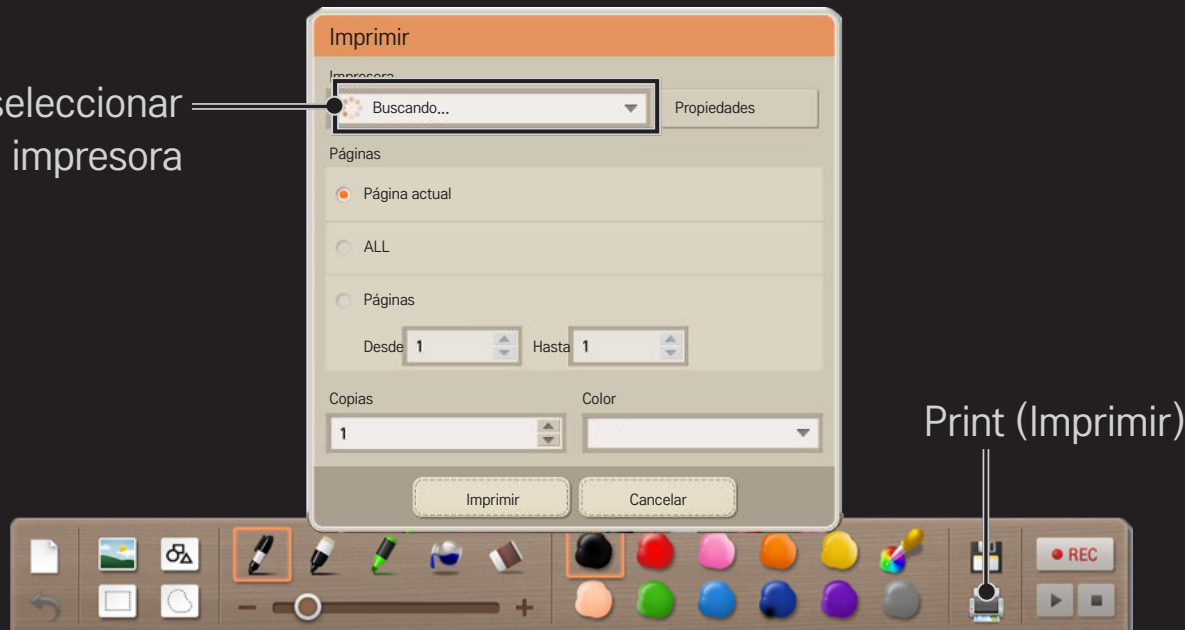 Imprimir
Impresora
seleccionar
impresora
Buscando...
Propiedades
Páginas
Página actual
ALL
Páginas
Desde 1 Hasta 1
Copias Color
1
Print (Imprimir)
Imprimir Cancelar
REC